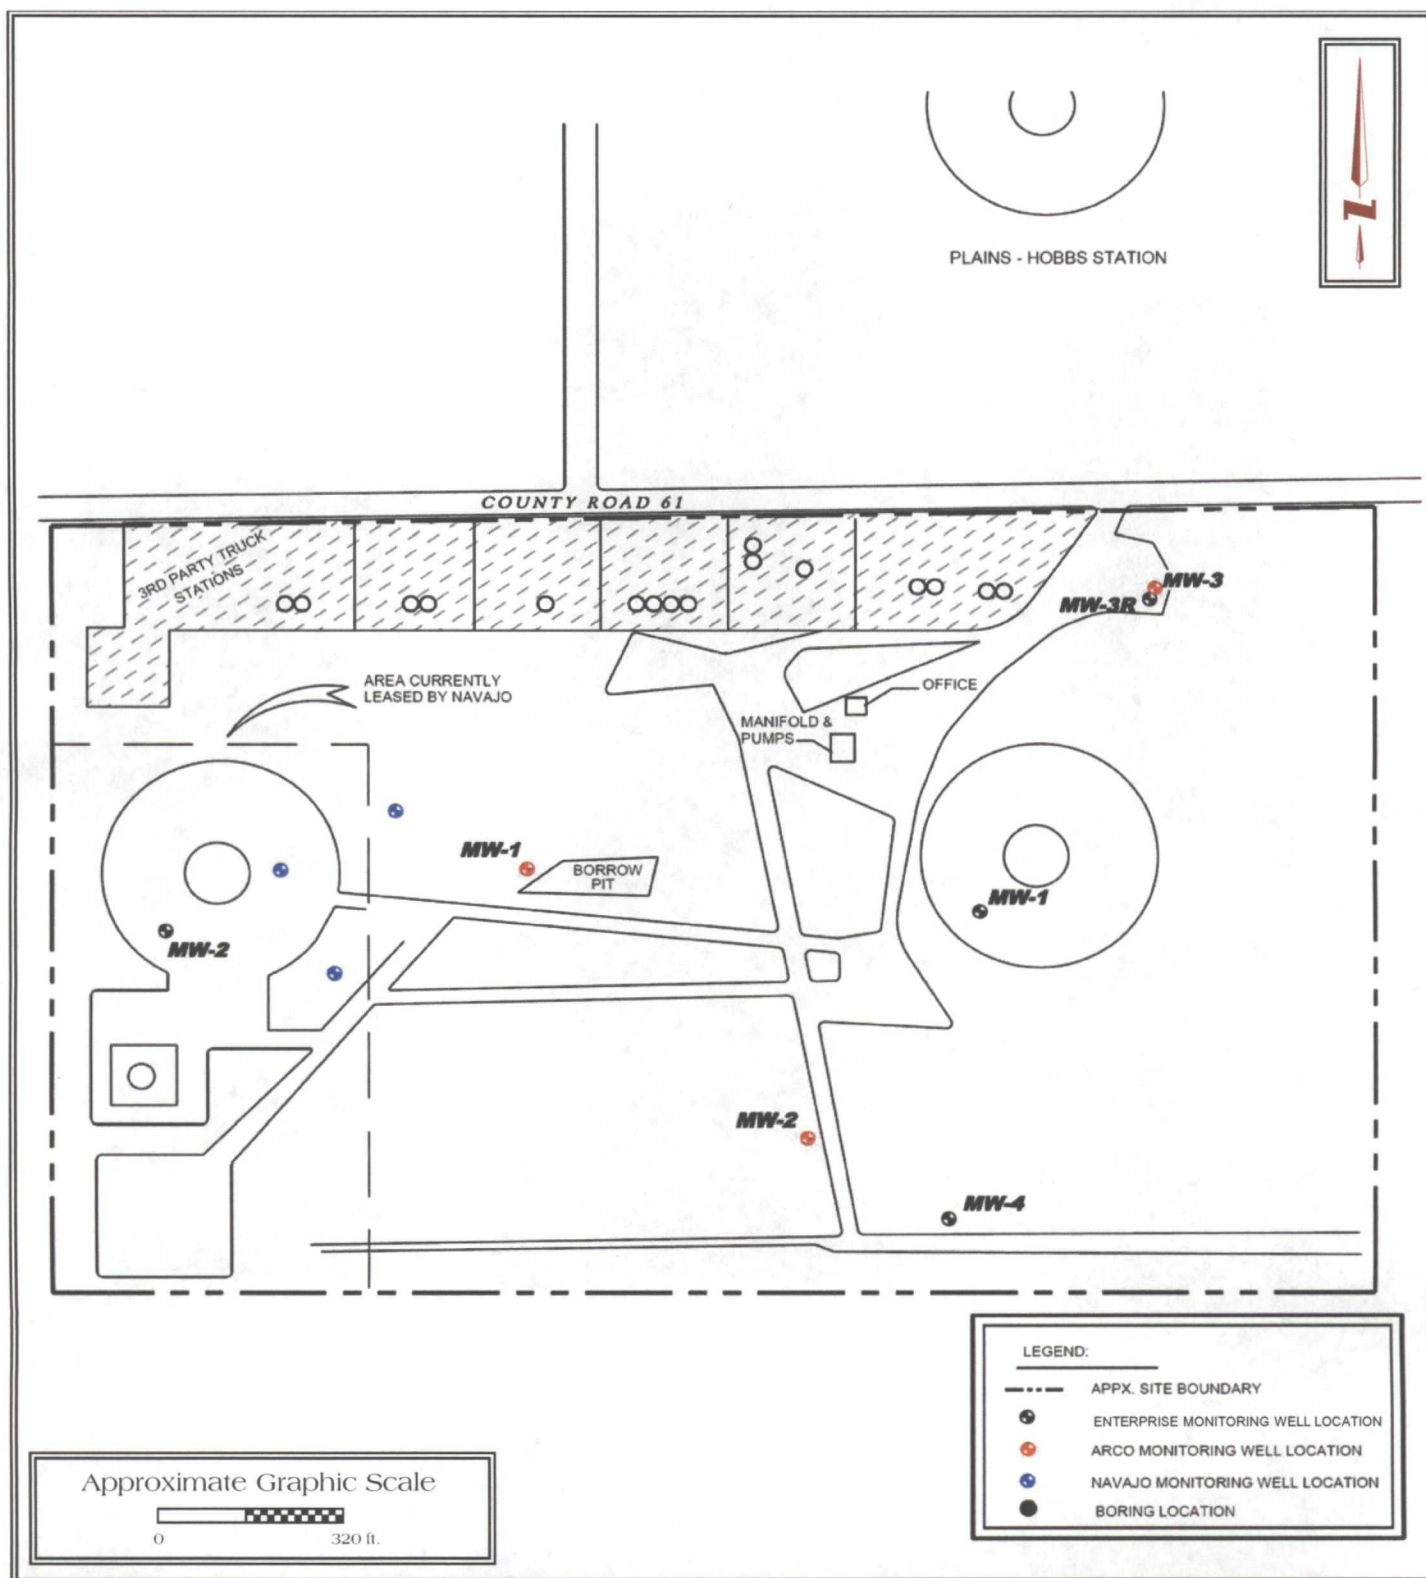 N
PLAINS - HOBBS STATION
COUNTY ROAD 61
3RD PARTY TRUCK
STATIONS
MW-3
MW-3R
AREA CURRENTLY
LEASED BY NAVAJO
OFFICE
MANIFOLD &
PUMPS
MW-1
BORROW
PIT
MW-1
MW-2
MW-2
MW-4
LEGEND:
APPX. SITE BOUNDARY
ENTERPRISE MONITORING WELL LOCATION
ARCO MONITORING WELL LOCATION
NAVAJO MONITORING WELL LOCATION
BORING LOCATION
Approximate Graphic Scale
0 320 ft.